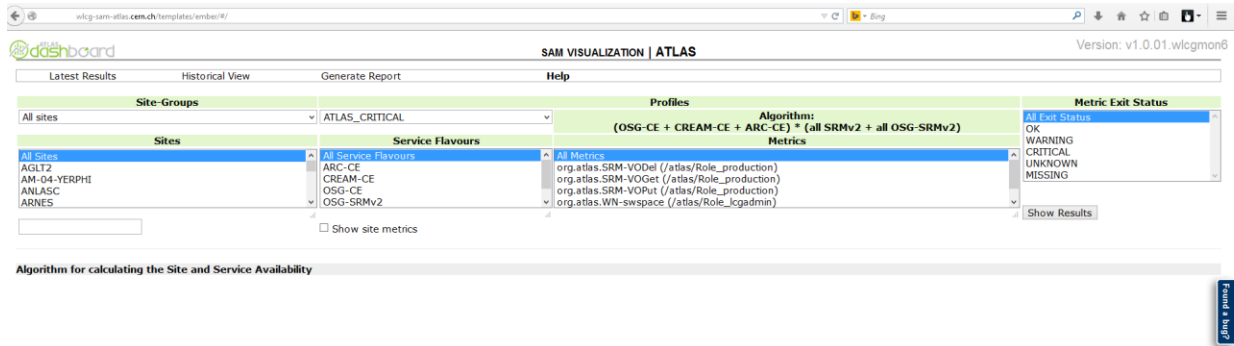 wlcg-sam-atlas.cern.ch/templates/ember/#/
Bing
ATLAS
dashboard
SAM VISUALIZATION | ATLAS
Version: v1.0.01.wlcgmon6
Latest Results Historical View Generate Report Help
Site-Groups Profiles Metric Exit Status
All sites ATLAS_CRITICAL
Algorithm:
(OSG-CE + CREAM-CE + ARC-CE) * (all SRMv2 + all OSG-SRMv2)
Sites Service Flavours Metrics
All Sites
AGLT2
AM-04-YERPHI
ANLASC
ARNES
All Service Flavours
ARC-CE
CREAM-CE
OSG-CE
OSG-SRMv2
All Metrics
org.atlas.SRM-VODel (/atlas/Role_production)
org.atlas.SRM-VOGet (/atlas/Role_production)
org.atlas.SRM-VOPut (/atlas/Role_production)
org.atlas.WN-swspace (/atlas/Role_lcgadmin)
All Exit Status
OK
WARNING
CRITICAL
UNKNOWN
MISSING
Show Results
Show site metrics
Algorithm for calculating the Site and Service Availability
Found a bug?